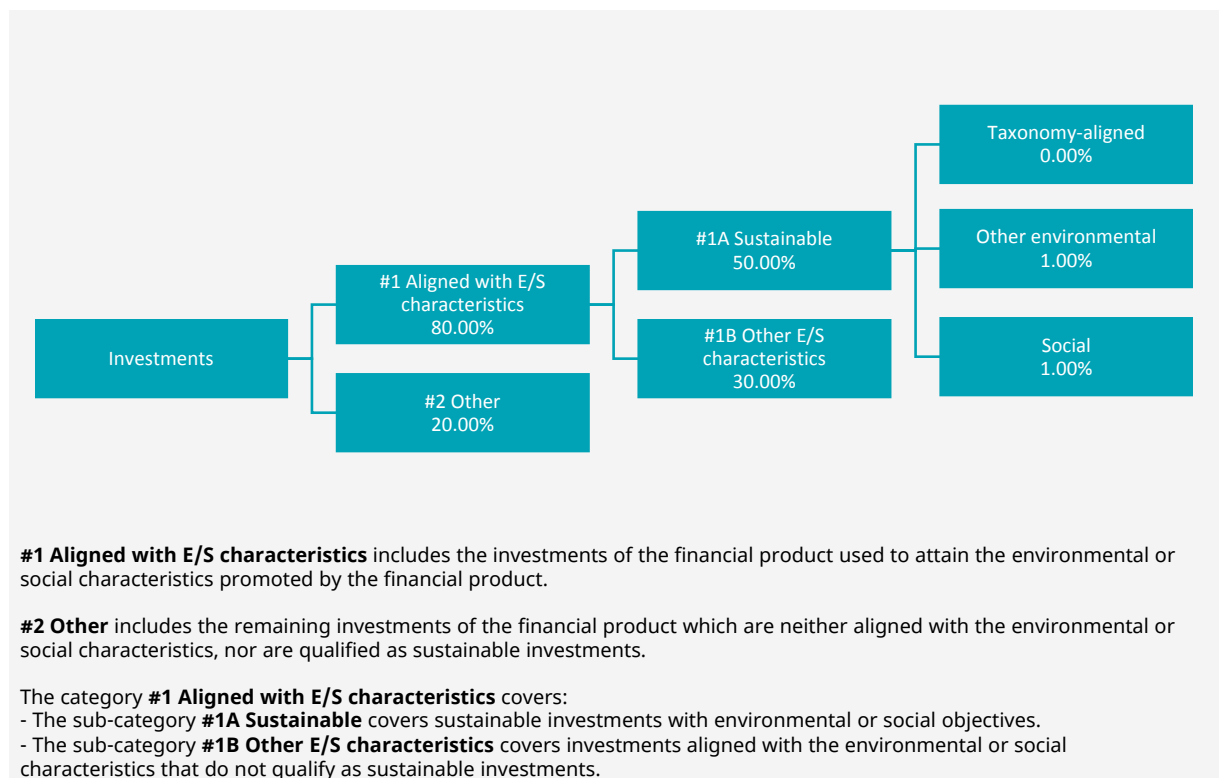 Investments
#1 Aligned with E/S
characteristics
80.00%
#2 Other
20.00%
#1A Sustainable
50.00%
#1B Other E/S
characteristics
30.00%
Taxonomy-aligned
0.00%
Other environmental
1.00%
Social
1.00%
#1 Aligned with E/S characteristics includes the investments of the financial product used to attain the environmental or
social characteristics promoted by the financial product.
#2 Other includes the remaining investments of the financial product which are neither aligned with the environmental or
social characteristics, nor are qualified as sustainable investments.
The category #1 Aligned with E/S characteristics covers:
- The sub-category #1A Sustainable covers sustainable investments with environmental or social objectives.
- The sub-category #1B Other E/S characteristics covers investments aligned with the environmental or social
characteristics that do not qualify as sustainable investments.